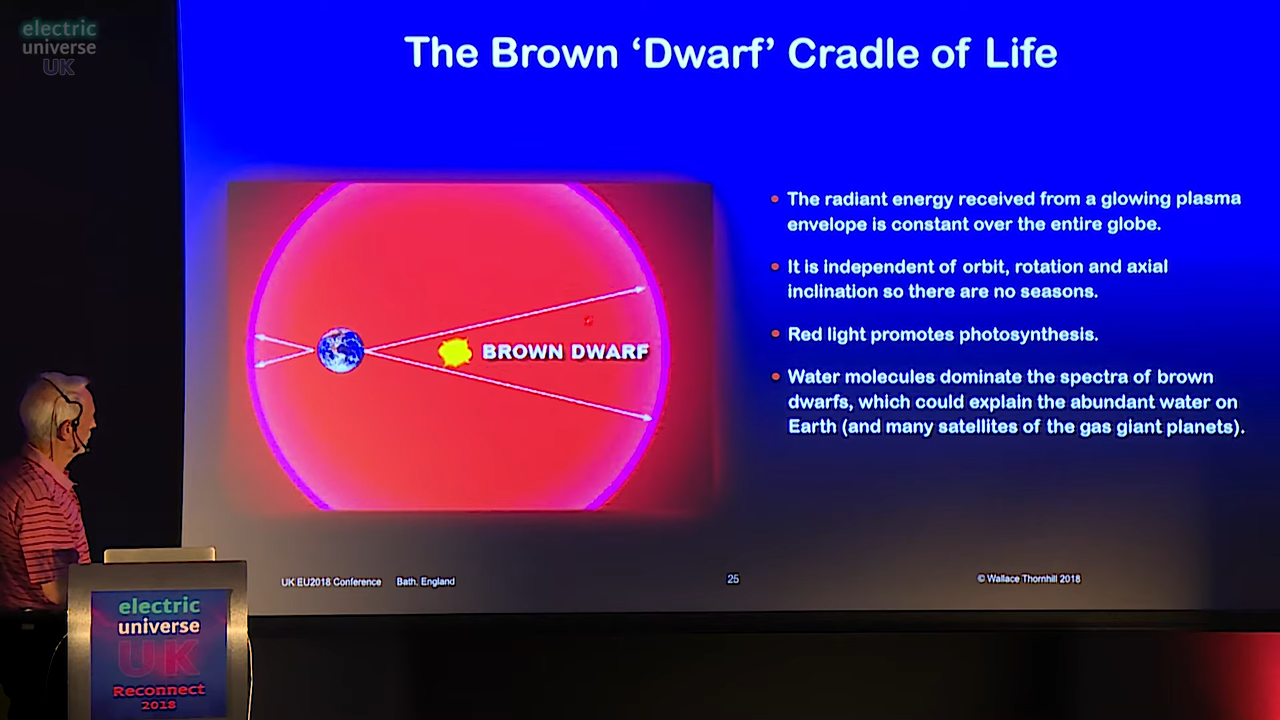 electric
universe
UK
The Brown ‘Dwarf’ Cradle of Life
BROWN DWARF
• The radiant energy received from a glowing plasma
envelope is constant over the entire globe.
• It is independent of orbit, rotation and axial
inclination so there are no seasons.
• Red light promotes photosynthesis.
• Water molecules dominate the spectra of brown
dwarfs, which could explain the abundant water on
Earth (and many satellites of the gas giant planets).
UK EU2018 Conference Bath, England
25
© Wallace Thornhill 2018
electric
universe
UK
Reconnect
2018